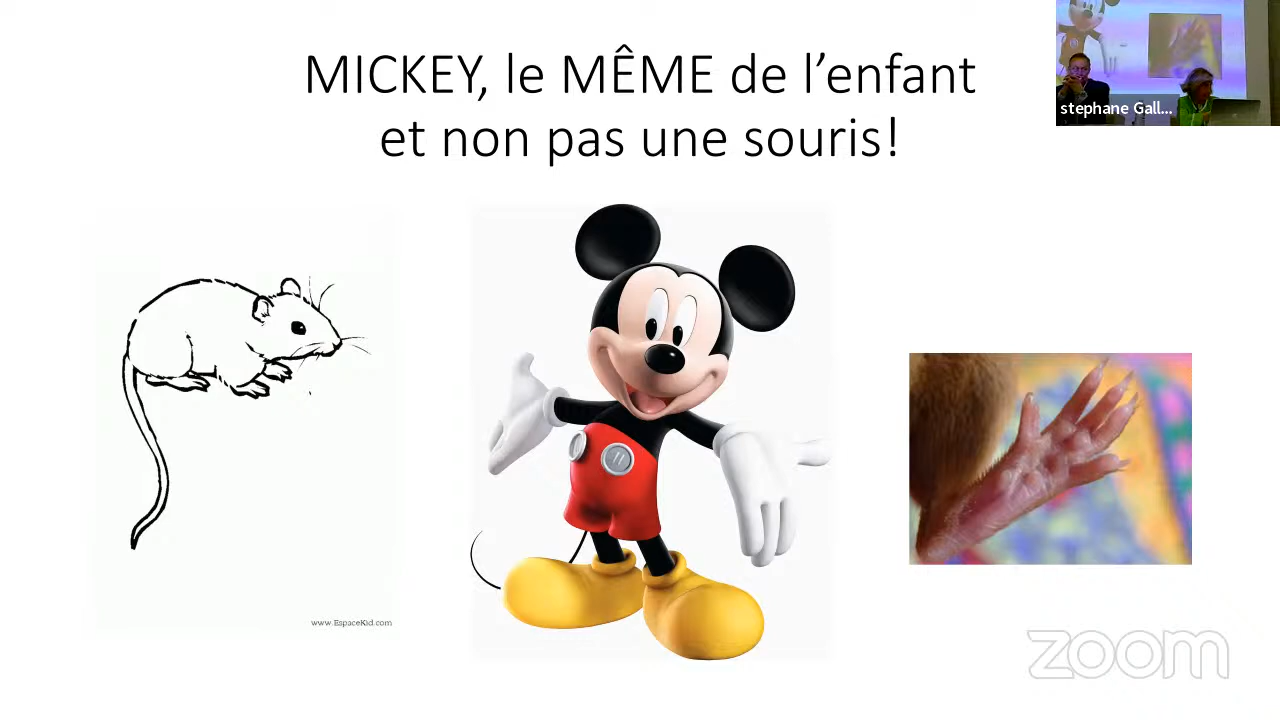 MICKEY, le MÊME de l’enfant
et non pas une souris!
stephane Gall...
www.EspaceKid.com
zoom